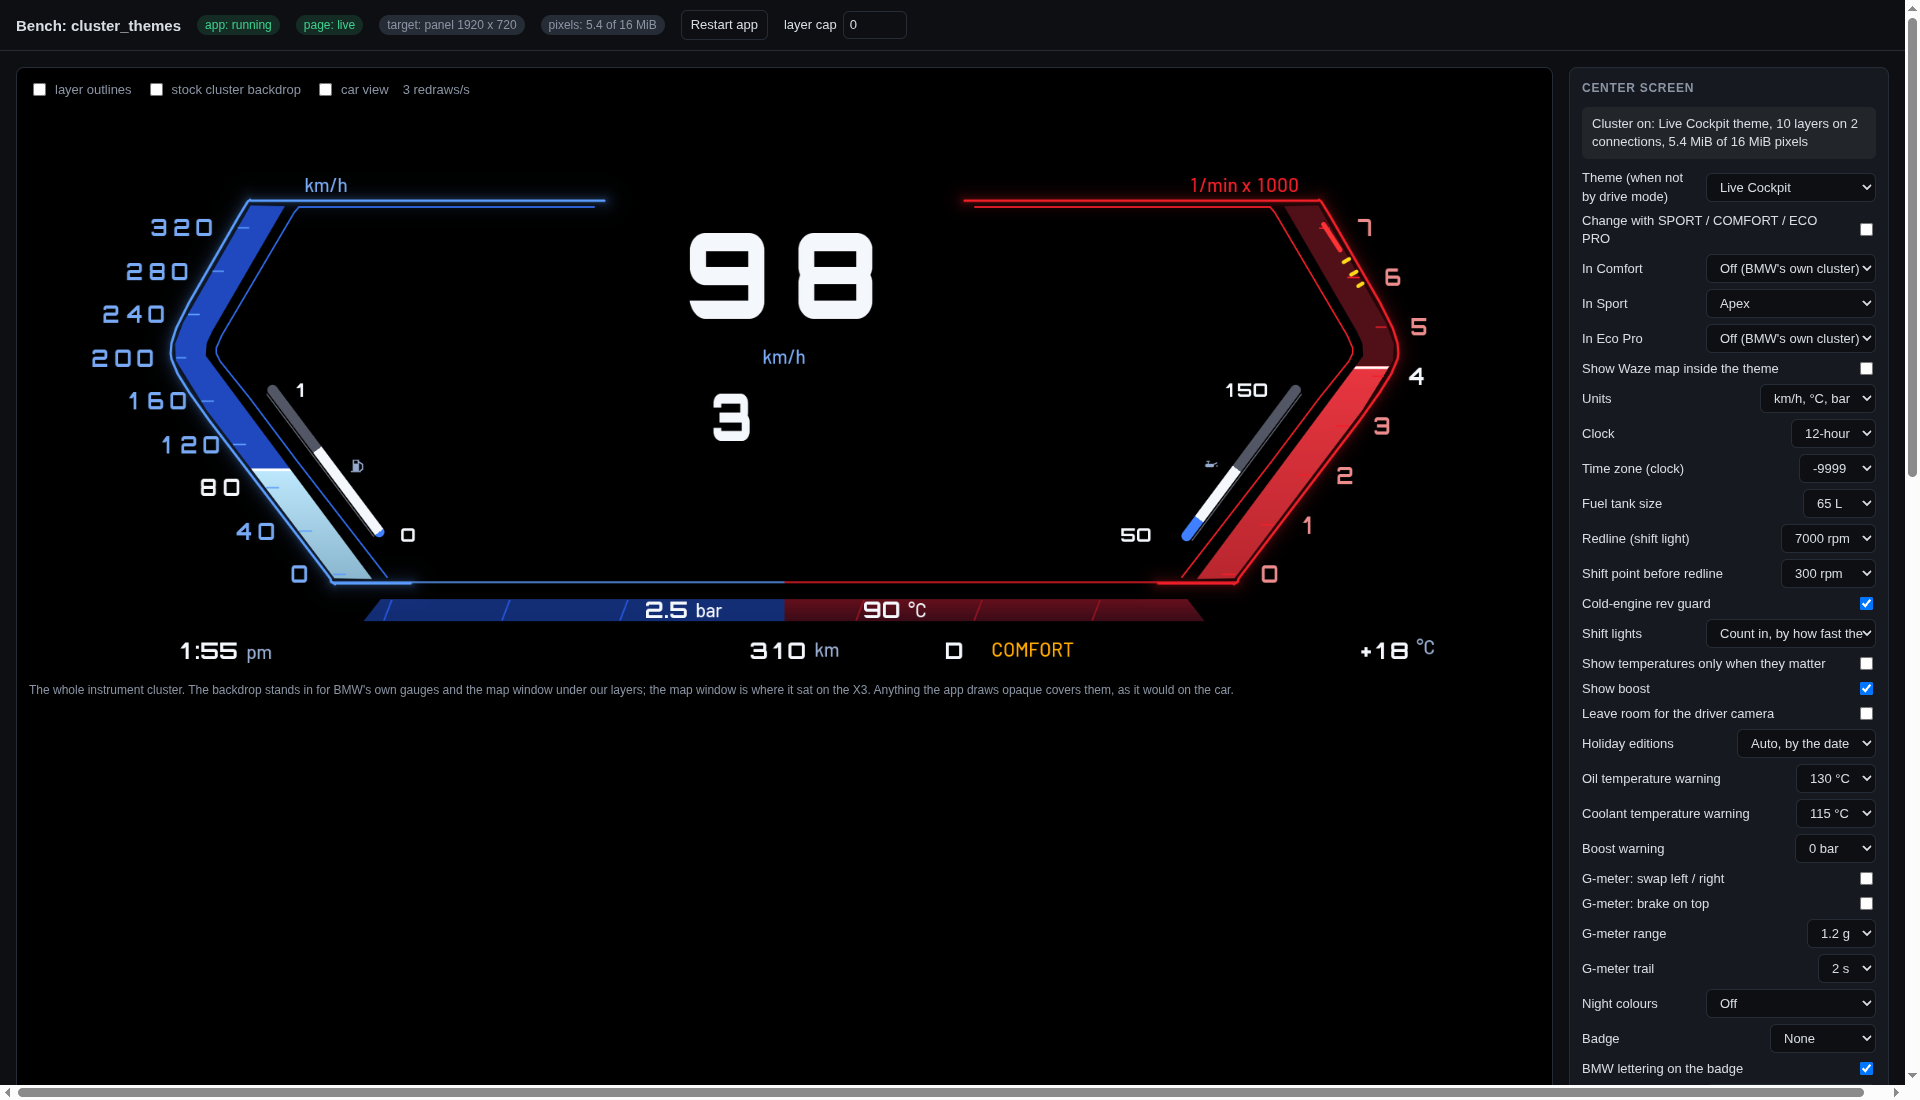 Bench: cluster_themes
app: running
page: live
target: panel 1920 x 720
pixels: 5.4 of 16 MiB
Restart app
layer cap
0
layer outlines
stock cluster backdrop
car view
3 redraws/s
km/h
320
280
240
200
160
120
80
40
0
1
0
98
km/h
3
1/min x 1000
7
6
5
4
3
2
1
0
150
50
2.5 bar
90 °C
1:55 pm
310 km
D
COMFORT
+18 °C
The whole instrument cluster. The backdrop stands in for BMW's own gauges and the map window under our layers; the map window is where it sat on the X3. Anything the app draws opaque covers them, as it would on the car.
CENTER SCREEN
Cluster on: Live Cockpit theme, 10 layers on 2
connections, 5.4 MiB of 16 MiB pixels
Theme (when not
by drive mode)
Live Cockpit
Change with SPORT / COMFORT / ECO
PRO
In Comfort
Off (BMW's own cluster)
In Sport
Apex
In Eco Pro
Off (BMW's own cluster)
Show Waze map inside the theme
Units
km/h, °C, bar
Clock
12-hour
Time zone (clock)
-9999
Fuel tank size
65 L
Redline (shift light)
7000 rpm
Shift point before redline
300 rpm
Cold-engine rev guard
Shift lights
Count in, by how fast the
Show temperatures only when they matter
Show boost
Leave room for the driver camera
Holiday editions
Auto, by the date
Oil temperature warning
130 °C
Coolant temperature warning
115 °C
Boost warning
0 bar
G-meter: swap left / right
G-meter: brake on top
G-meter range
1.2 g
G-meter trail
2 s
Night colours
Off
Badge
None
BMW lettering on the badge